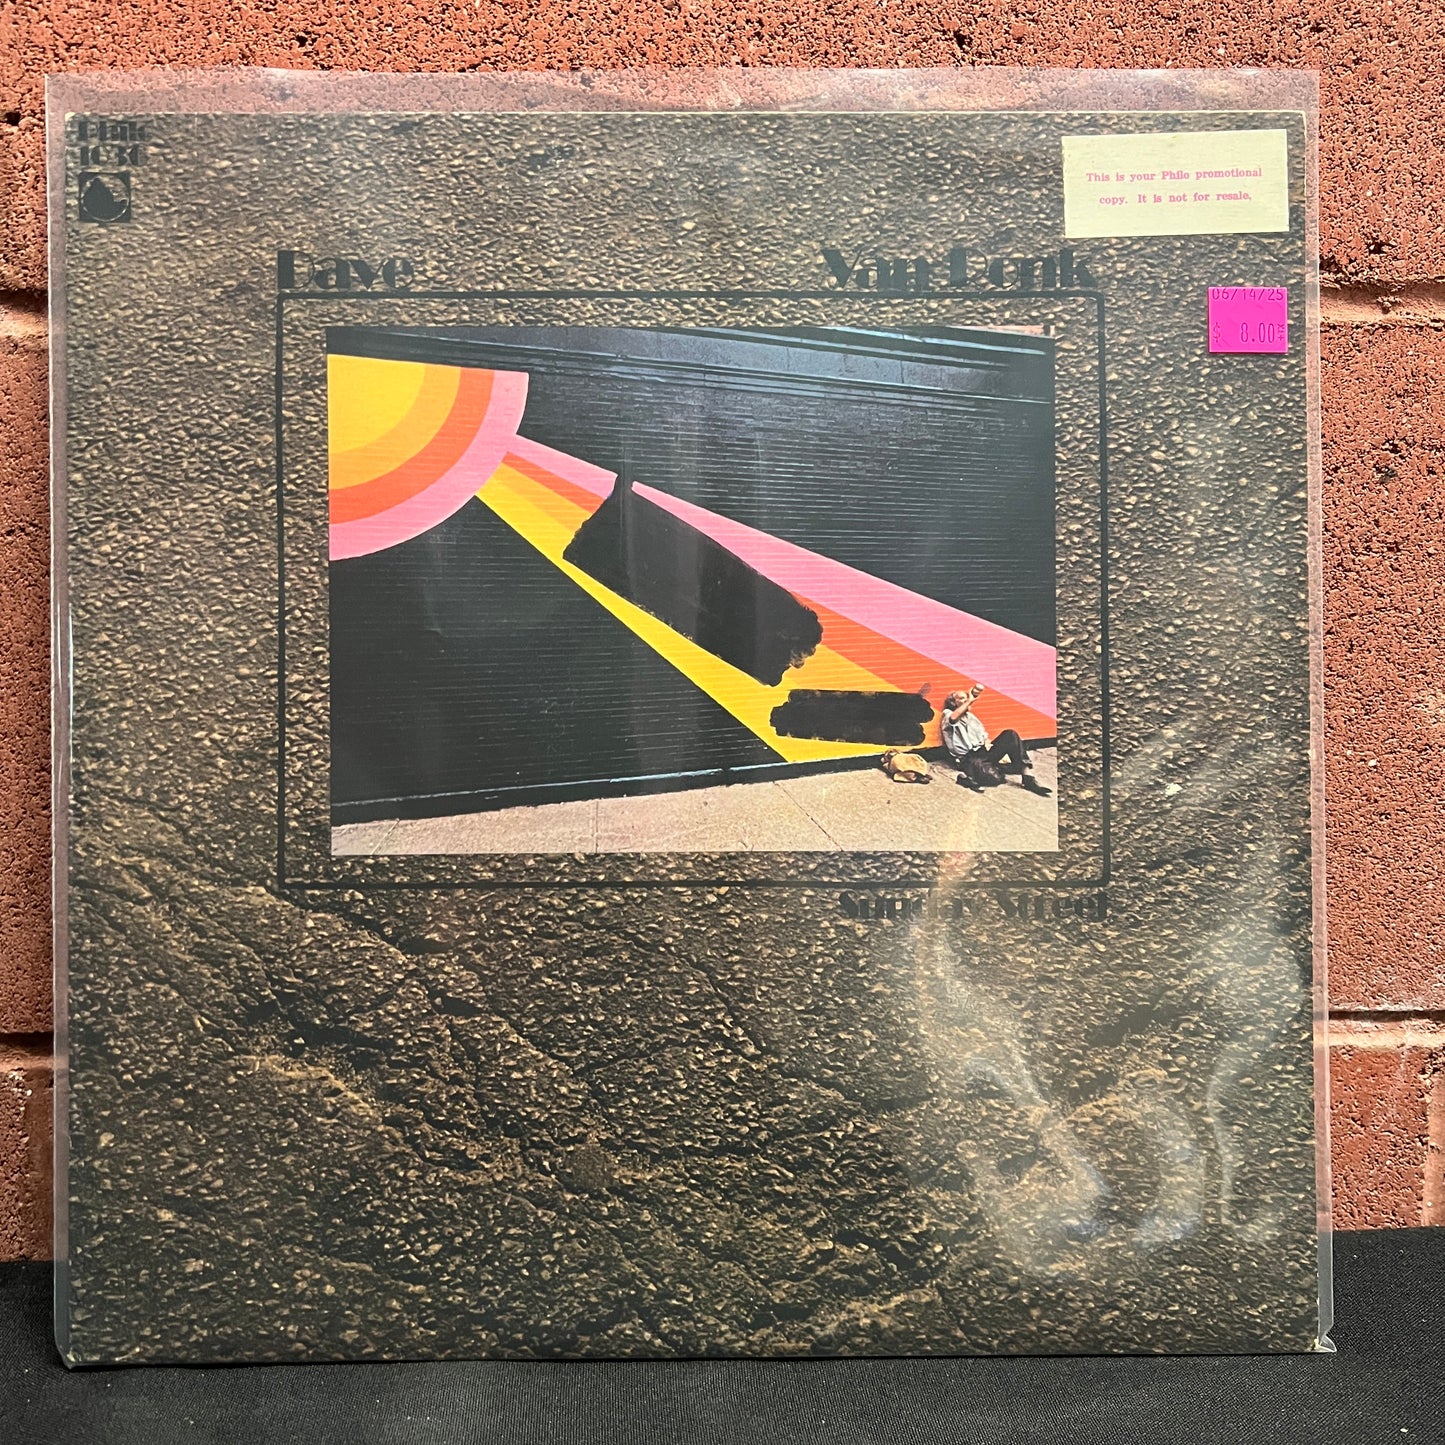 Philo
1036
This is your Philo promotional
copy. It is not for resale,
Dave Van Ronk
06/14/25
$ 8.00
Sunday Street